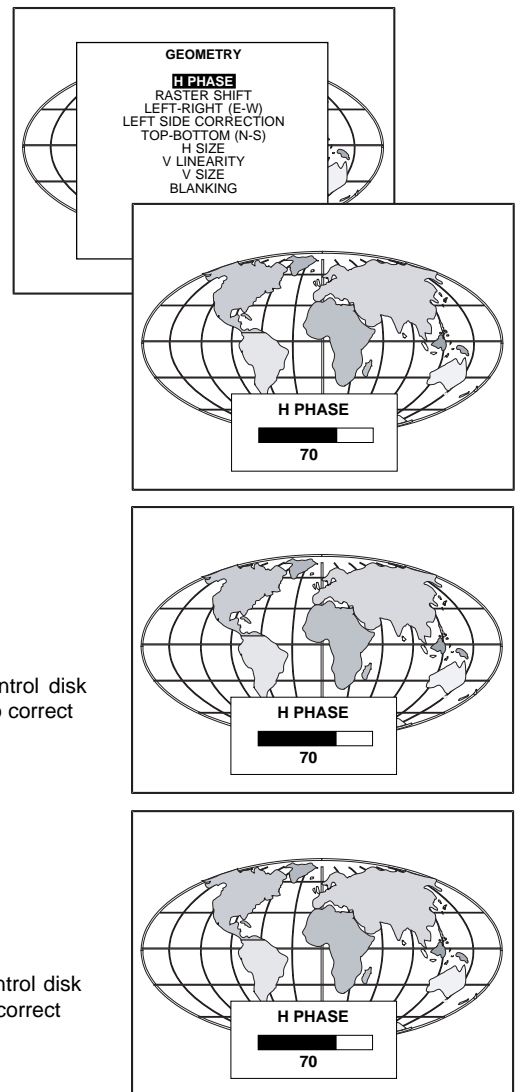 GEOMETRY
H PHASE
RASTER SHIFT
LEFT-RIGHT (E-W)
LEFT SIDE CORRECTION
TOP-BOTTOM (N-S)
H SIZE
V LINEARITY
V SIZE
BLANKING
H PHASE
70
ntrol disk
o correct
H PHASE
70
ntrol disk
correct
H PHASE
70